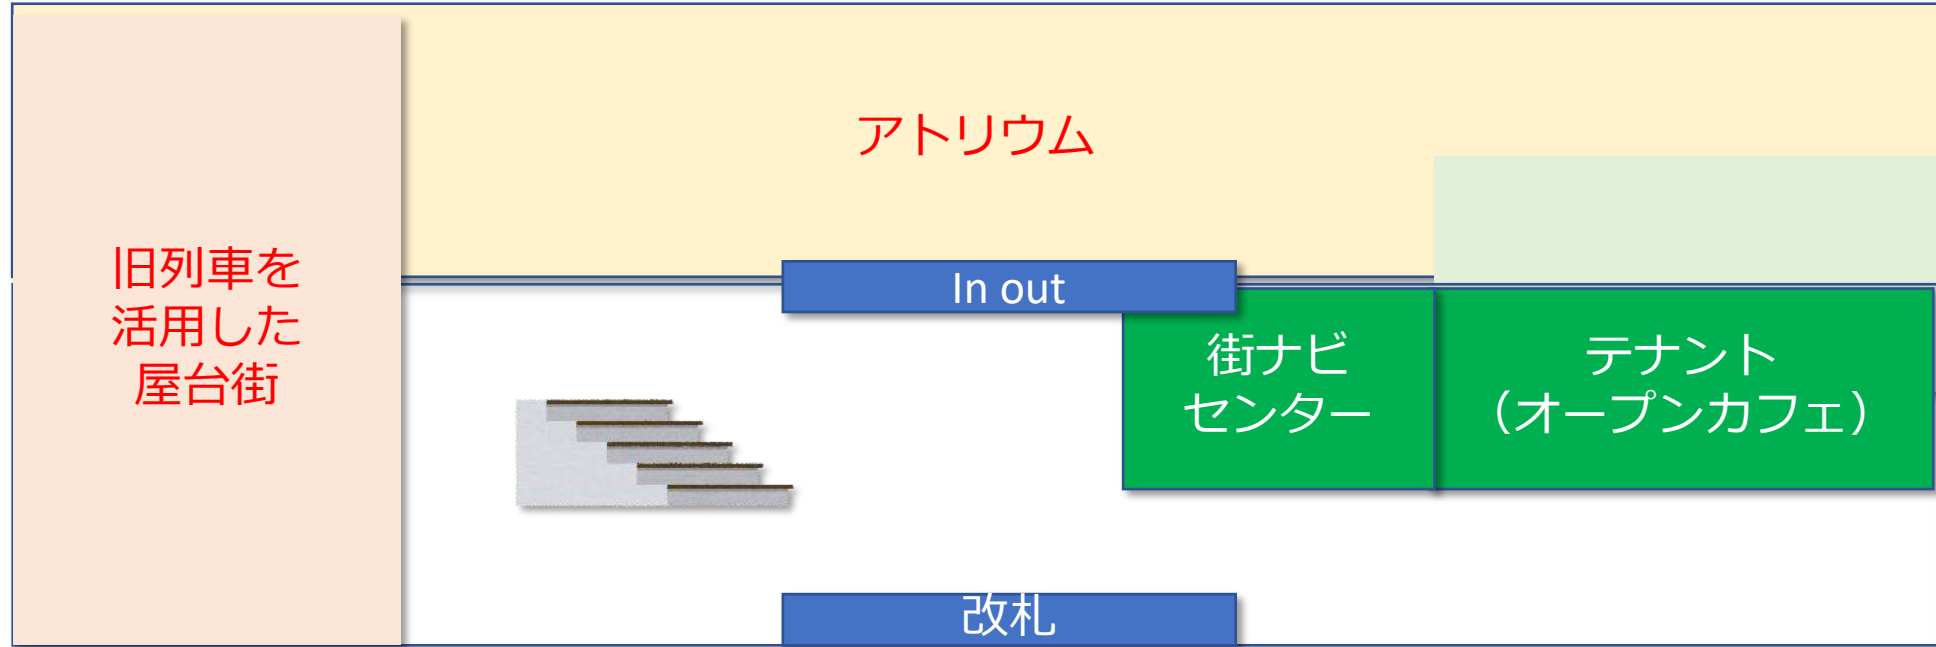 アトリウム
旧列車を
活用した
屋台街
In out
街ナビ
センター
テナント
（オープンカフェ）
改札